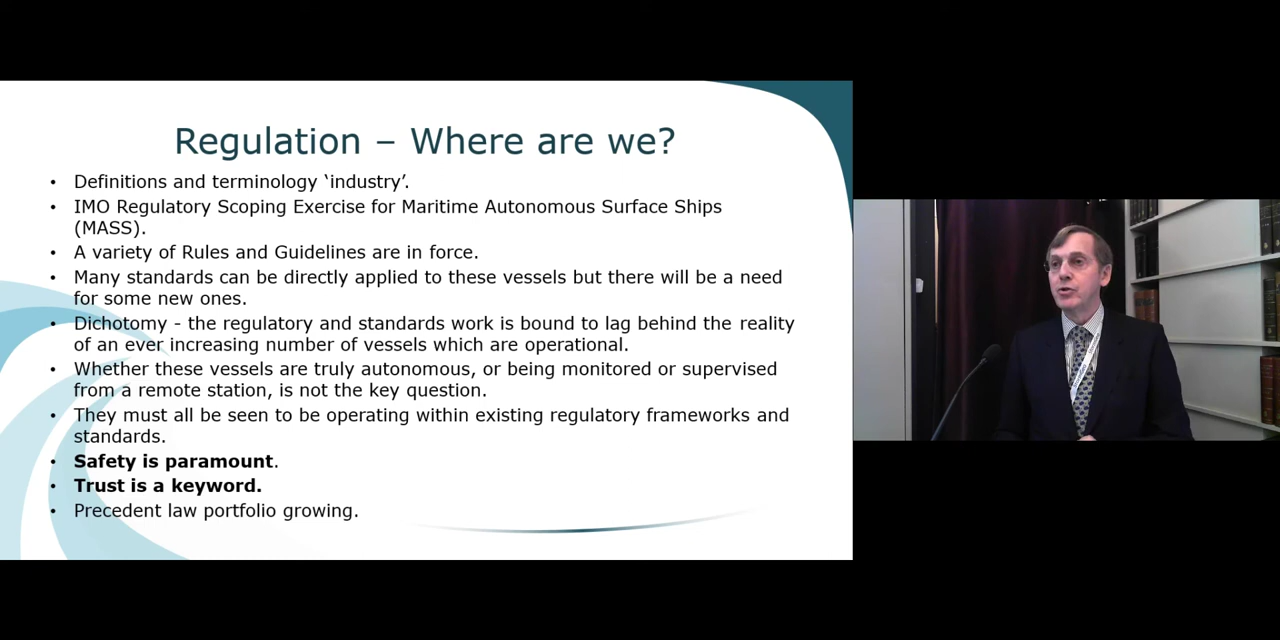 Regulation – Where are we?
• Definitions and terminology ‘industry’.
• IMO Regulatory Scoping Exercise for Maritime Autonomous Surface Ships
(MASS).
• A variety of Rules and Guidelines are in force.
• Many standards can be directly applied to these vessels but there will be a need
for some new ones.
• Dichotomy - the regulatory and standards work is bound to lag behind the reality
of an ever increasing number of vessels which are operational.
• Whether these vessels are truly autonomous, or being monitored or supervised
from a remote station, is not the key question.
• They must all be seen to be operating within existing regulatory frameworks and
standards.
• Safety is paramount.
• Trust is a keyword.
• Precedent law portfolio growing.